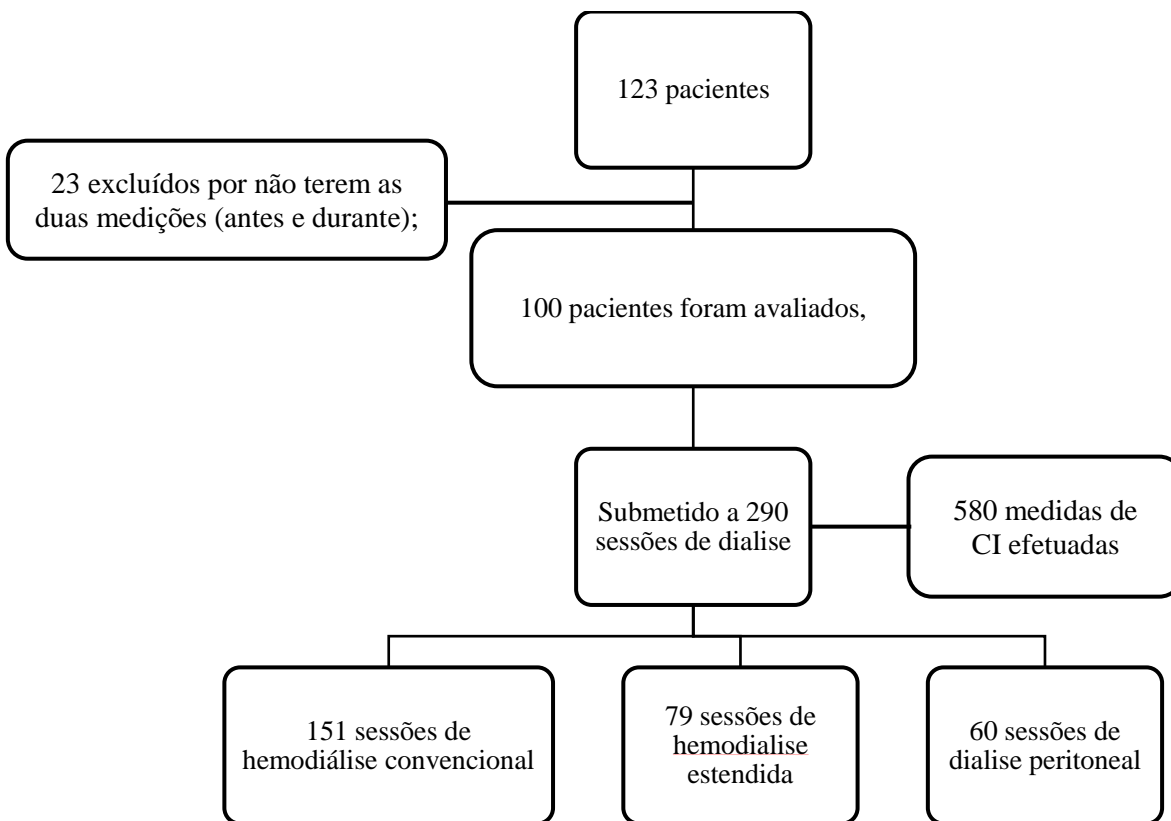 123 pacientes
23 excluídos por não terem as
duas medições (antes e durante);
100 pacientes foram avaliados,
Submetido a 290
sessões de dialise
580 medidas de
CI efetuadas
151 sessões de
hemodiálise convencional
79 sessões de
hemodialise
estendida
60 sessões de
dialise peritoneal